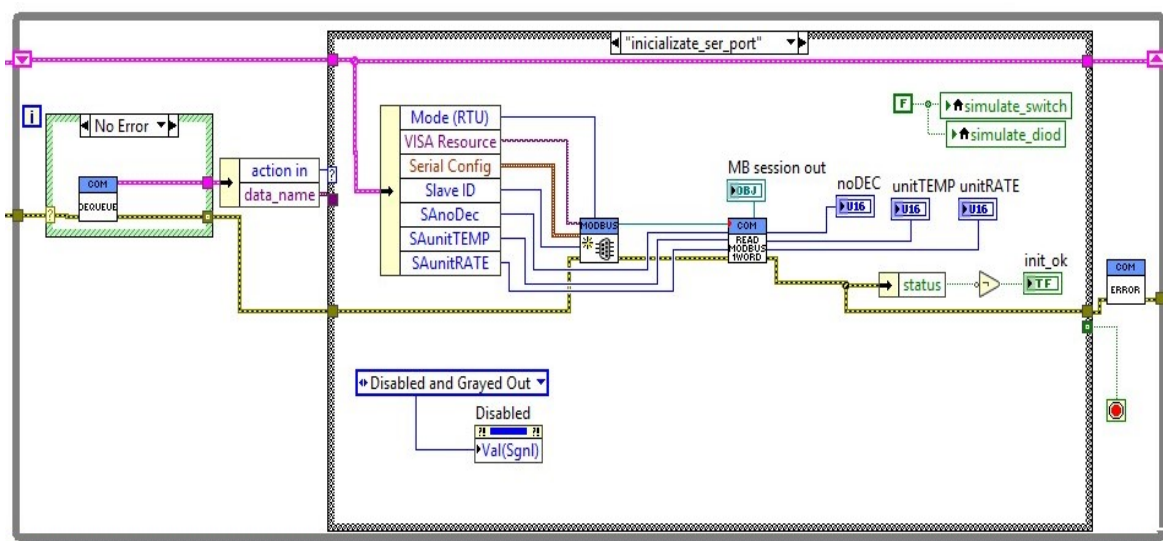 "inicializate_ser_port"
i
No Error
COM
DEQUEUE
action in
data_name
Mode (RTU)
VISA Resource
Serial Config
Slave ID
SAnoDec
SAunitTEMP
SAunitRATE
MODBUS
MB session out
OBJ
COM
READ
MODBUS
1WORD
F
simulate_switch
simulate_diod
noDEC
U16
unitTEMP
U16
unitRATE
U16
status
init_ok
TF
COM
ERROR
Disabled and Grayed Out
Disabled
?! ?!
Val(Sgnl)
?
?